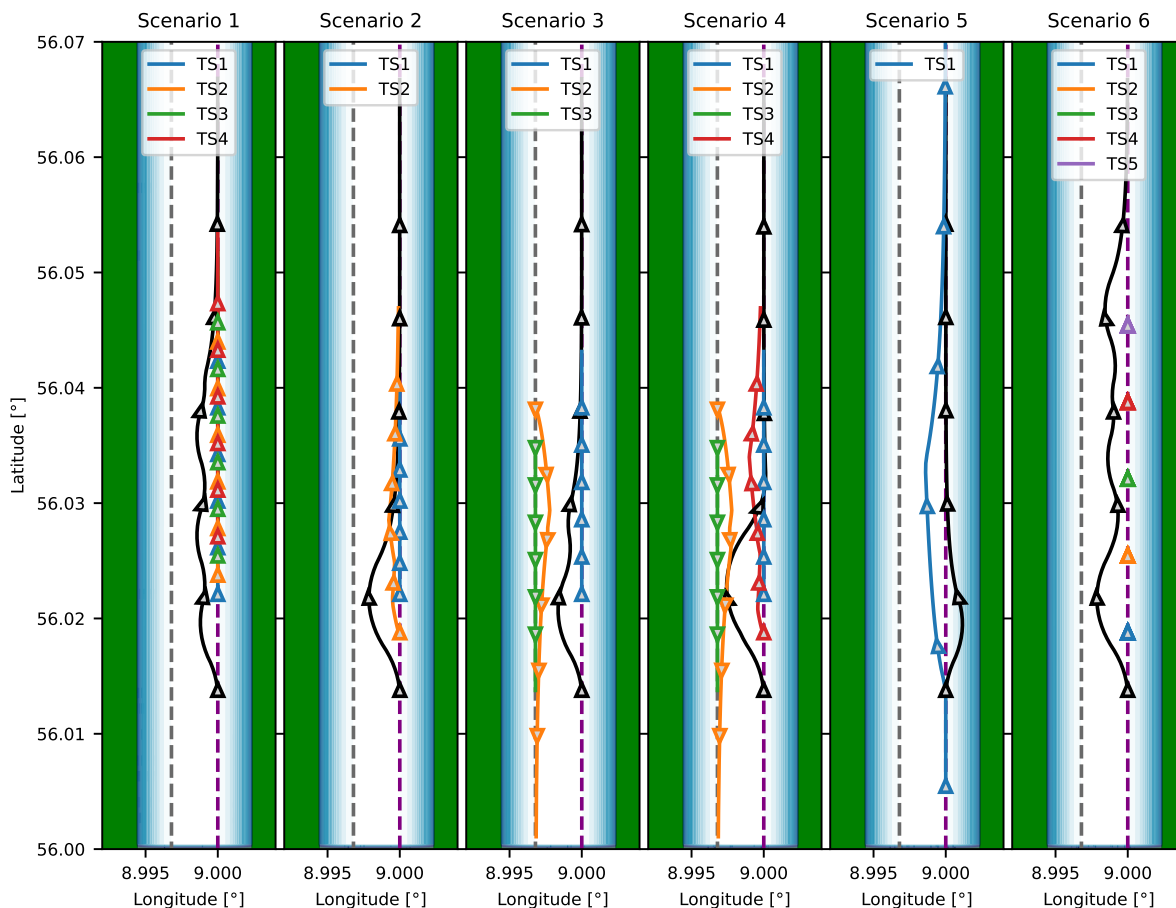 Scenario 1 Scenario 2 Scenario 3 Scenario 4 Scenario 5 Scenario 6
56.07
TS1 TS1 TS1 TS1 TS1 TS1
TS2 TS2 TS2 TS2 TS2
TS3 TS3 TS3 TS3
TS4 TS4 TS4
56.06
TS5
56.05
56.04
Latitude [°]
56.03
56.02
56.01
56.00
8.995 9.000 8.995 9.000 8.995 9.000 8.995 9.000 8.995 9.000 8.995 9.000
Longitude [°] Longitude [°] Longitude [°] Longitude [°] Longitude [°] Longitude [°]